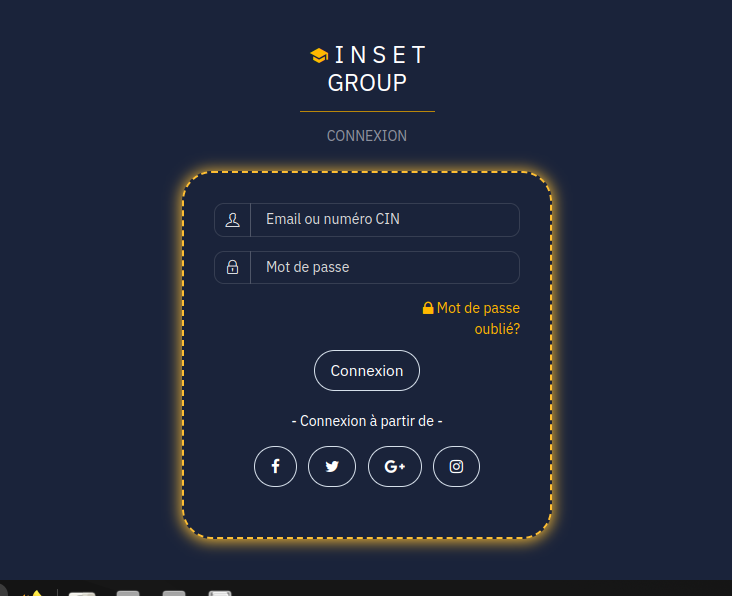 INSET
GROUP
CONNEXION
Email ou numéro CIN
Mot de passe
Mot de passe
oublié?
Connexion
- Connexion à partir de -